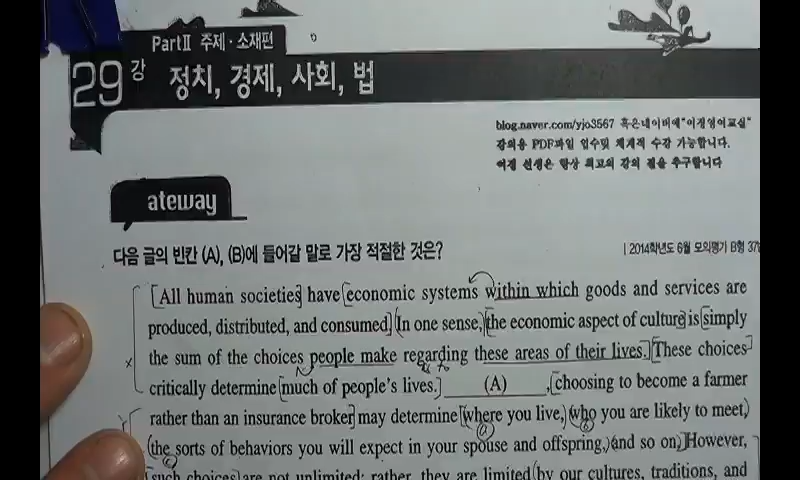 PartⅡ 주제·소재편
29강 정치, 경제, 사회, 법
blog.naver.com/yjo3567 혹은네이버에"이정영어교실"
강의용 PDF파일 입수및 체계적 수강 가능합니다.
이정 선생은 항상 최고의 강의 질을 추구합니다
ateway
다음 글의 빈칸 (A), (B)에 들어갈 말로 가장 적절한 것은?
| 2014학년도 6월 모의평가 B형 37
All human societies have economic systems within which goods and services are
produced, distributed, and consumed. In one sense, the economic aspect of culture is simply
the sum of the choices people make regarding these areas of their lives. These choices
critically determine much of people's lives. (A) , choosing to become a farmer
rather than an insurance broker may determine where you live, who you are likely to meet,
the sorts of behaviors you will expect in your spouse and offspring, and so on. However,
such choices are not unlimited; rather, they are limited by our cultures, traditions, and